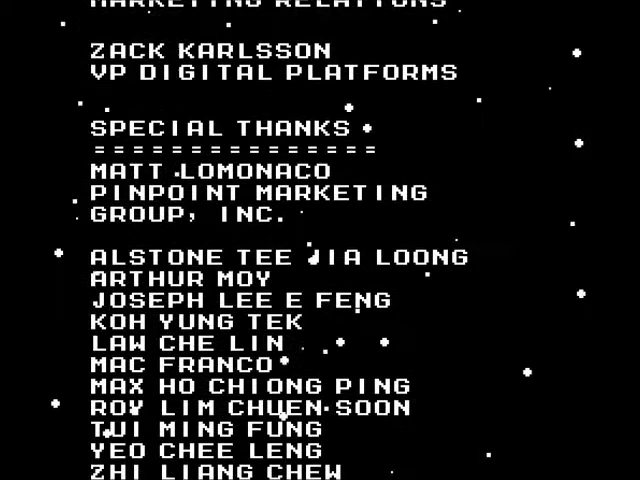 MARKETING RELATIONS
ZACK KARLSSON
VP DIGITAL PLATFORMS
SPECIAL THANKS
===============
MATT LOMONACO
PINPOINT MARKETING
GROUP, INC.
ALSTONE TEE JIA LOONG
ARTHUR MOY
JOSEPH LEE E FENG
KOH YUNG TEK
LAW CHE LIN
MAC FRANCO
MAX HO CHIONG PING
ROY LIM CHUEN SOON
TUI MING FUNG
YEO CHEE LENG
ZHI LIANG CHEW